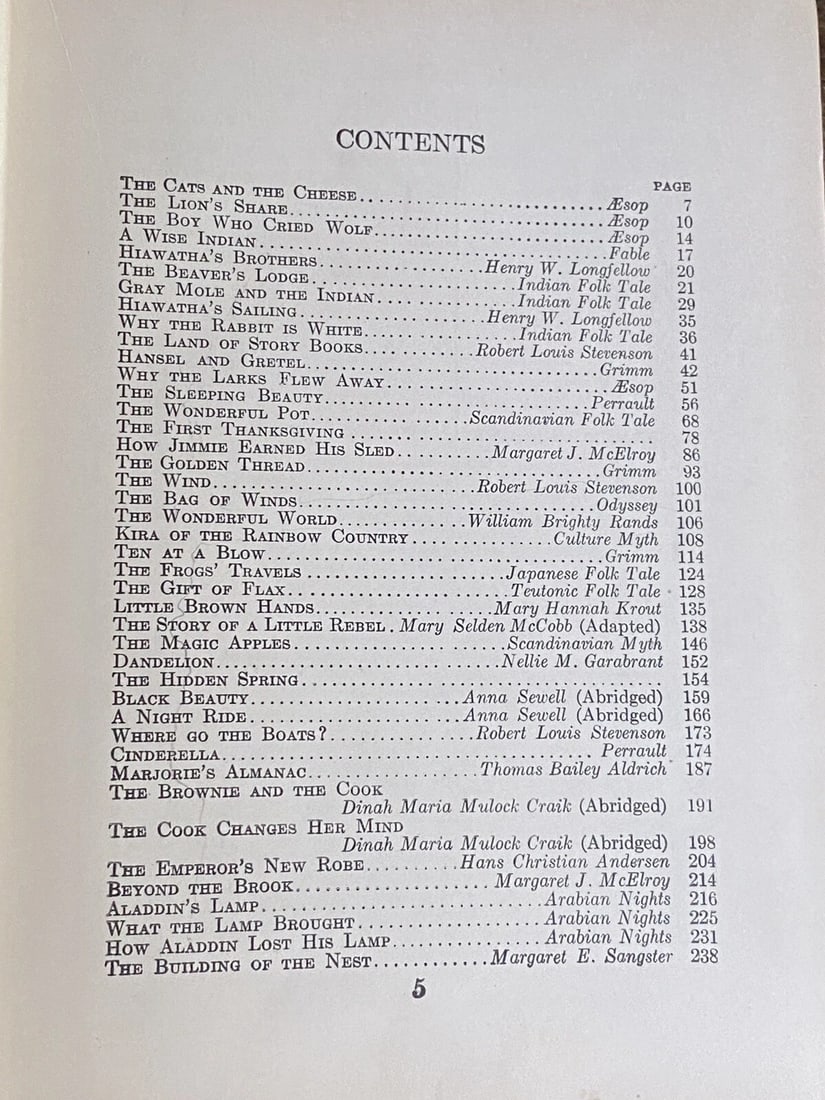 CONTENTS
PAGE
THE CATS AND THE CHEESE..............................Æsop 7
THE LION'S SHARE..............................Æsop 10
THE BOY WHO CRIED WOLF..............................Æsop 14
A WISE INDIAN..............................Fable 17
HIAWATHA'S BROTHERS....................Henry W. Longfellow 20
THE BEAVER'S LODGE....................Indian Folk Tale 21
GRAY MOLE AND THE INDIAN....................Indian Folk Tale 29
HIAWATHA'S SAILING....................Henry W. Longfellow 35
WHY THE RABBIT IS WHITE....................Indian Folk Tale 36
THE LAND OF STORY BOOKS...........Robert Louis Stevenson 41
HANSEL AND GRETEL..............................Grimm 42
WHY THE LARKS FLEW AWAY..............................Æsop 51
THE SLEEPING BEAUTY..............................Perrault 56
THE WONDERFUL POT....................Scandinavian Folk Tale 68
THE FIRST THANKSGIVING.............................. 78
HOW JIMMIE EARNED HIS SLED..........Margaret J. McElroy 86
THE GOLDEN THREAD..............................Grimm 93
THE WIND..............................Robert Louis Stevenson 100
THE BAG OF WINDS..............................Odyssey 101
THE WONDERFUL WORLD.............William Brighty Rands 106
KIRA OF THE RAINBOW COUNTRY...............Culture Myth 108
TEN AT A BLOW..............................Grimm 114
THE FROGS' TRAVELS.....................Japanese Folk Tale 124
THE GIFT OF FLAX.....................Teutonic Folk Tale 128
LITTLE BROWN HANDS...................Mary Hannah Krout 135
THE STORY OF A LITTLE REBEL.Mary Selden McCobb (Adapted) 138
THE MAGIC APPLES.....................Scandinavian Myth 146
DANDELION..............................Nellie M. Garabrant 152
THE HIDDEN SPRING.............................. 154
BLACK BEAUTY.....................Anna Sewell (Abridged) 159
A NIGHT RIDE.....................Anna Sewell (Abridged) 166
WHERE GO THE BOATS?...............Robert Louis Stevenson 173
CINDERELLA..............................Perrault 174
MARJORIE'S ALMANAC.................Thomas Bailey Aldrich 187
THE BROWNIE AND THE COOK
Dinah Maria Mulock Craik (Abridged) 191
THE COOK CHANGES HER MIND
Dinah Maria Mulock Craik (Abridged) 198
THE EMPEROR'S NEW ROBE..........Hans Christian Andersen 204
BEYOND THE BROOK....................Margaret J. McElroy 214
ALADDIN'S LAMP..............................Arabian Nights 216
WHAT THE LAMP BROUGHT....................Arabian Nights 225
HOW ALADDIN LOST HIS LAMP...............Arabian Nights 231
THE BUILDING OF THE NEST............Margaret E. Sangster 238
5